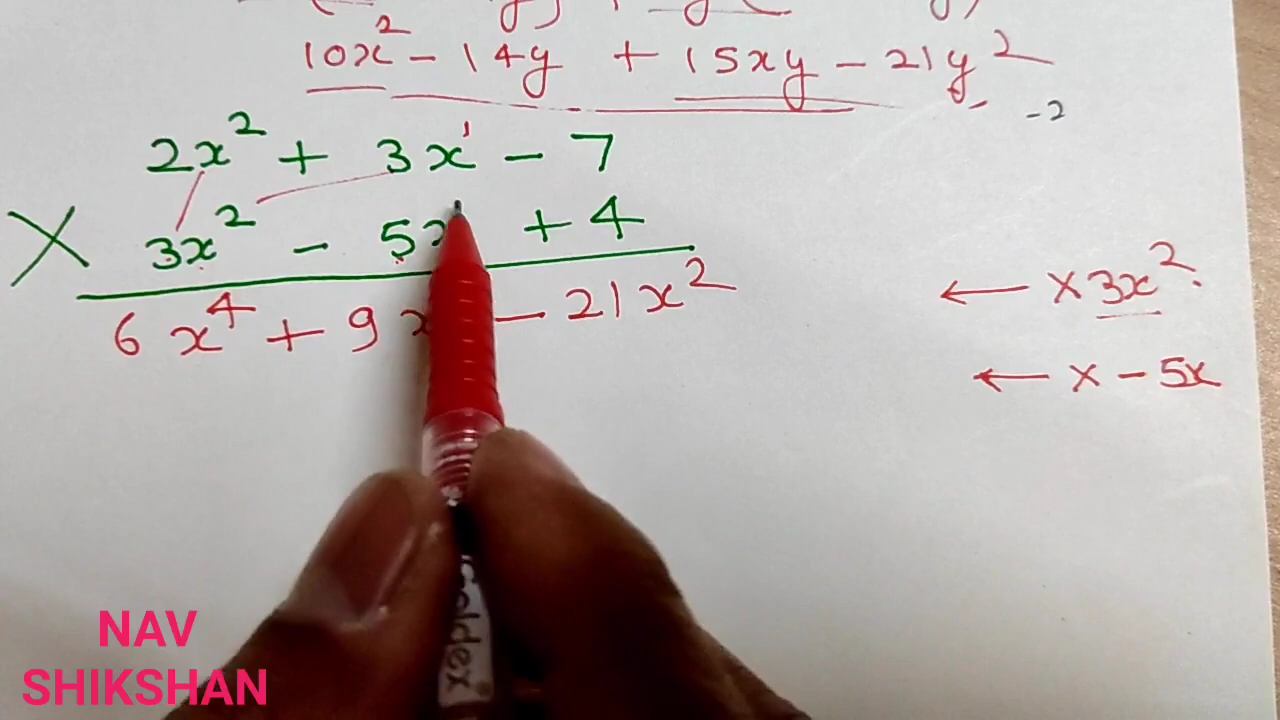 10x² - 14y + 15xy - 21y²
-2
2x² + 3x¹ - 7
X 3x² - 5x + 4
6x⁴ + 9x - 21x² ← × 3x².
← × - 5x
NAV
SHIKSHAN